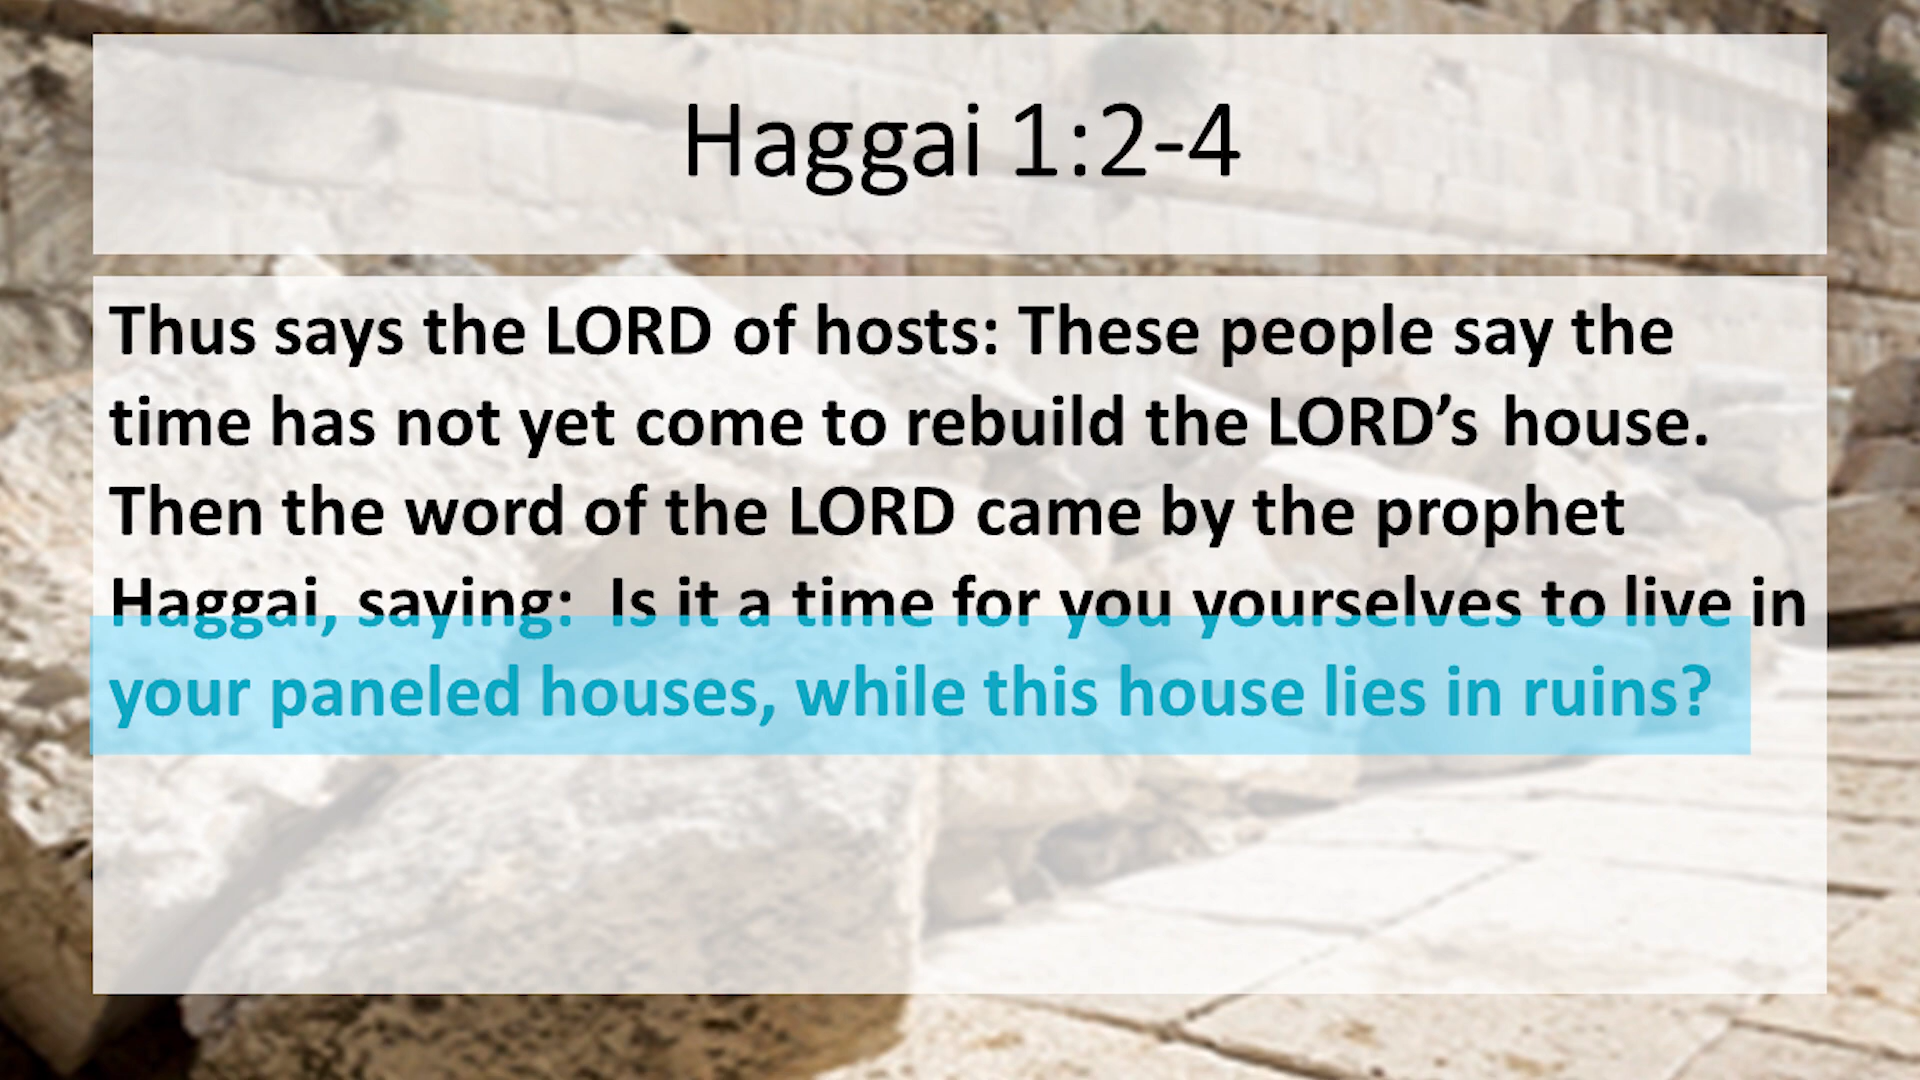 Haggai 1:2-4
Thus says the LORD of hosts: These people say the
time has not yet come to rebuild the LORD’s house.
Then the word of the LORD came by the prophet
Haggai, saying:  Is it a time for you yourselves to live in
your paneled houses, while this house lies in ruins?